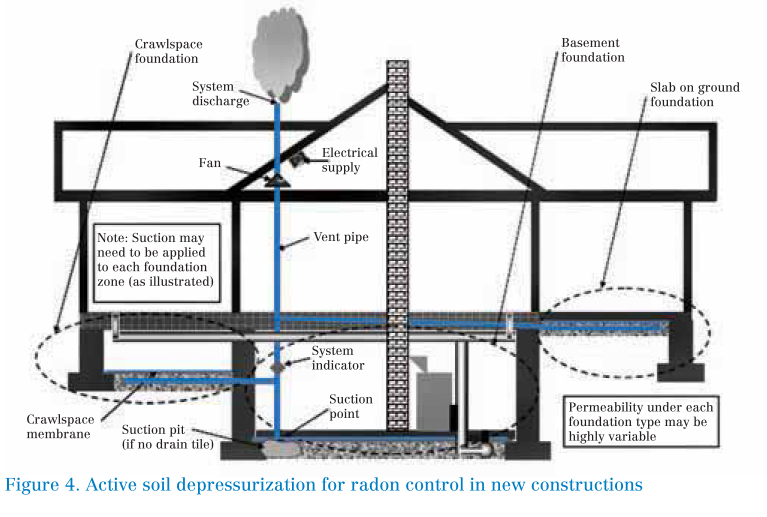 Crawlspace
foundation
Basement
foundation
System
discharge
Slab on ground
foundation
Fan
Electrical
supply
Note: Suction may
need to be applied
to each foundation
zone (as illustrated)
Vent pipe
System
indicator
Suction
point
Crawlspace
membrane
Suction pit
(if no drain tile)
Permeability under each
foundation type may be
highly variable
Figure 4. Active soil depressurization for radon control in new constructions